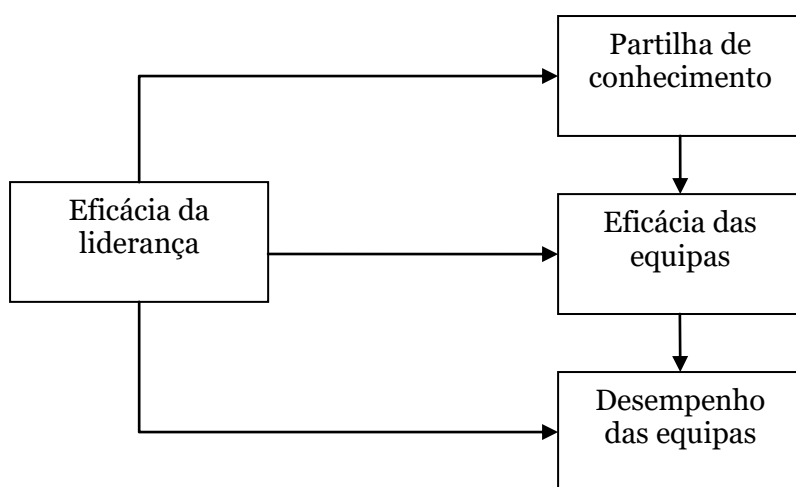 Partilha de
conhecimento
Eficácia da
liderança
Eficácia das
equipas
Desempenho
das equipas